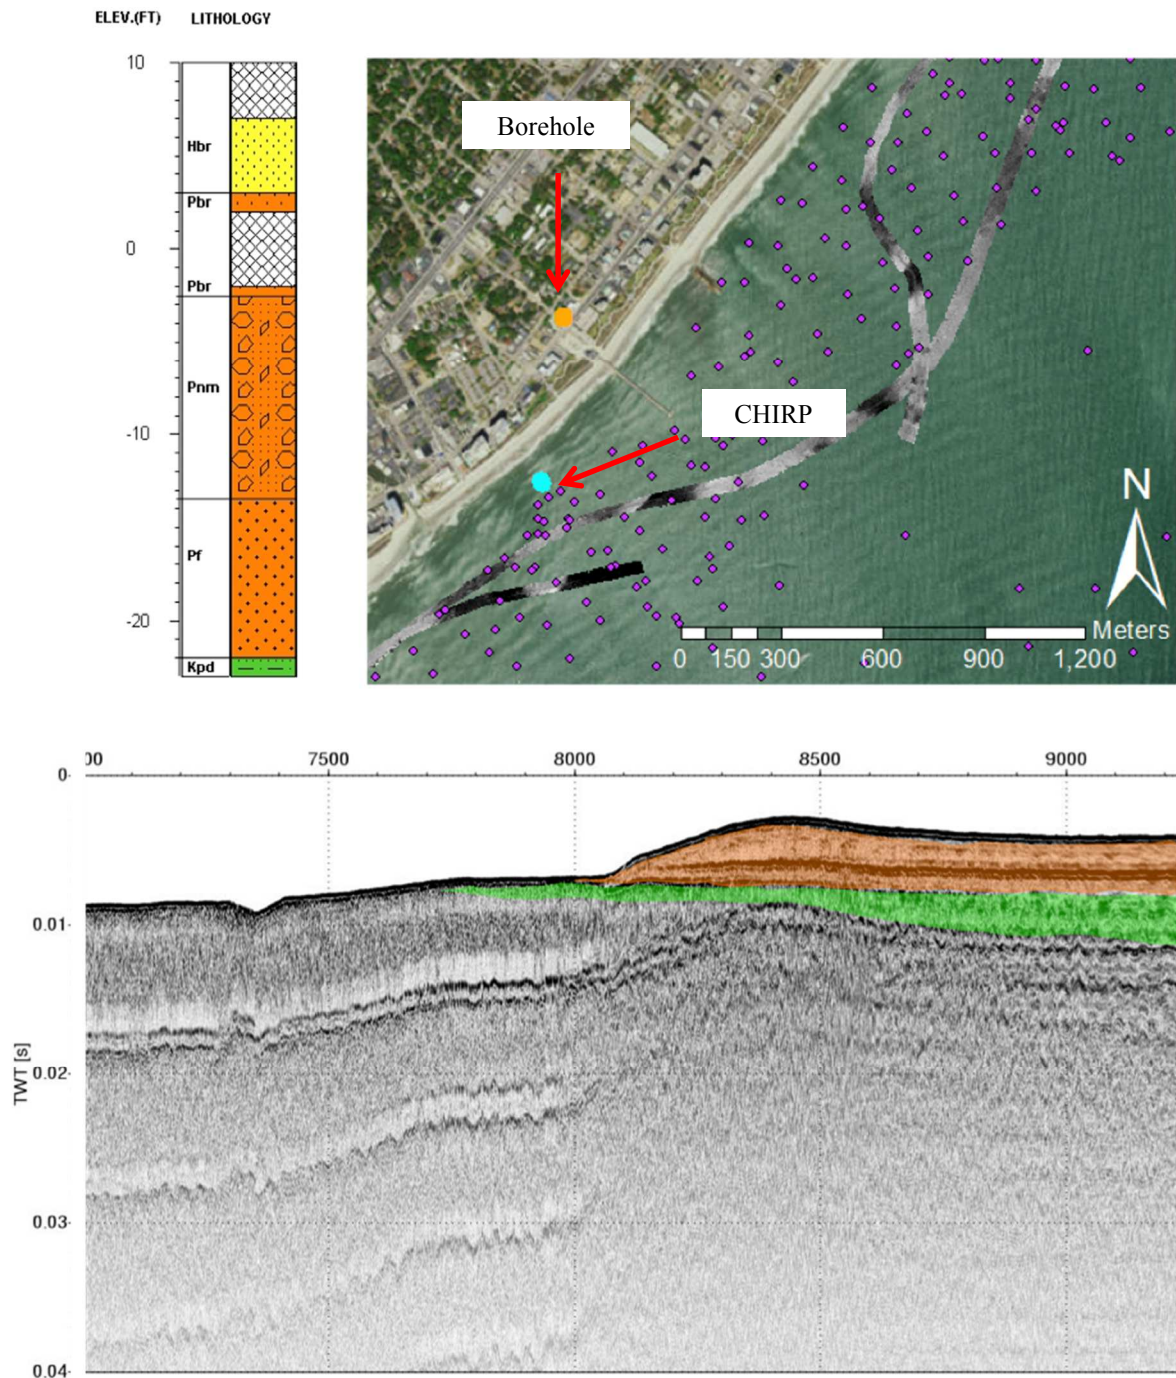 ELEV.(FT) LITHOLOGY
10
Hbr
Pbr
0
Pbr
Pnm
-10
Pf
-20
Kpd
Borehole
CHIRP
N
Meters
0 150 300 600 900 1,200
00 7500 8000 8500 9000
0
0.01
0.02
TWT [s]
0.03
0.04